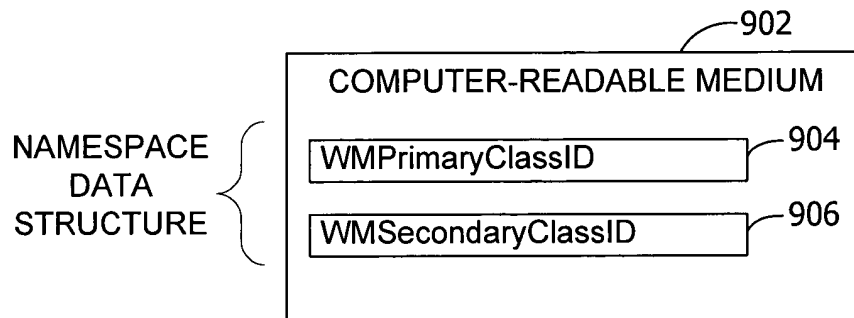 902
COMPUTER-READABLE MEDIUM
NAMESPACE
DATA
STRUCTURE
WMPrimaryClassID
904
WMSecondaryClassID
906